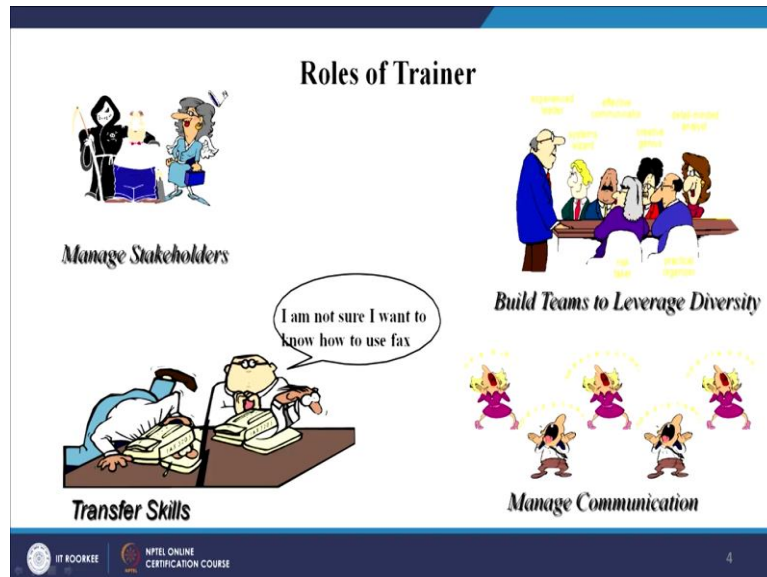 Roles of Trainer
Manage Stakeholders
Build Teams to Leverage Diversity
I am not sure I want to
know how to use fax
Transfer Skills
Manage Communication
IT ROORKEE
NPTEL ONLINE
CERTIFICATION COURSE
4